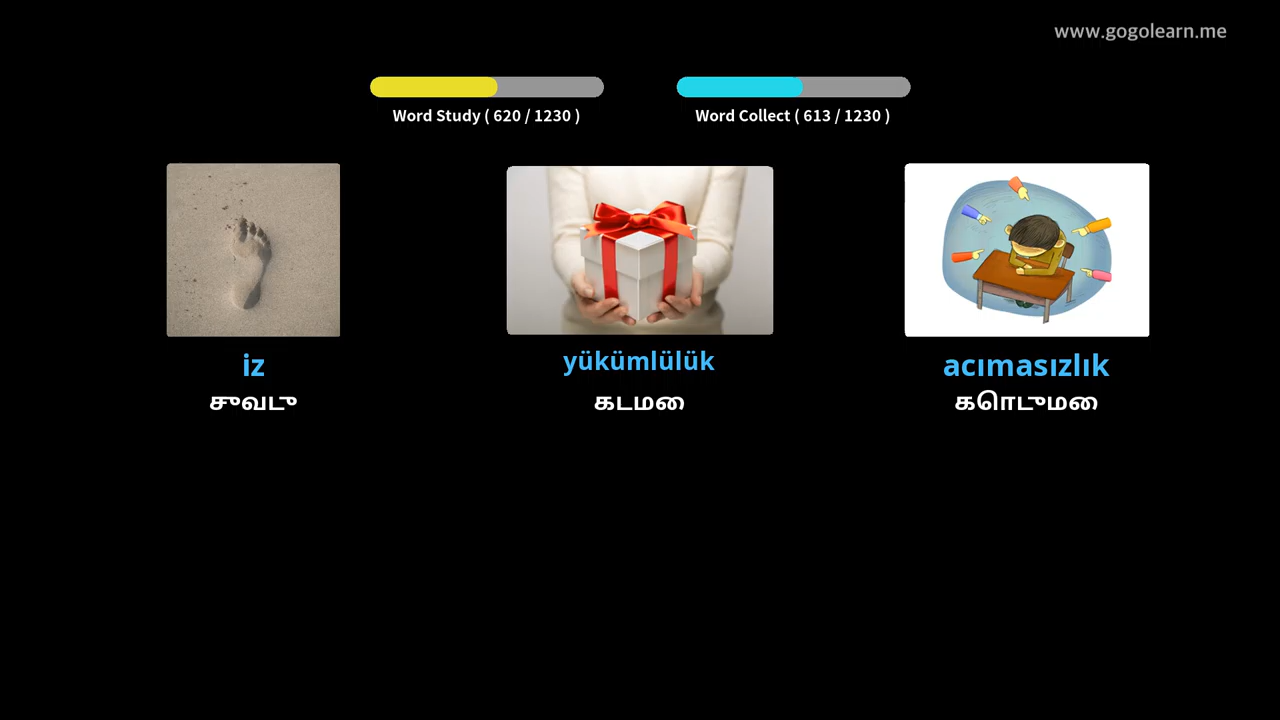 www.gogolearn.me
Word Study ( 620 / 1230 )
Word Collect ( 613 / 1230 )
iz
yükümlülük
acımasızlık
சுவடு
கடமை
கொடுமை